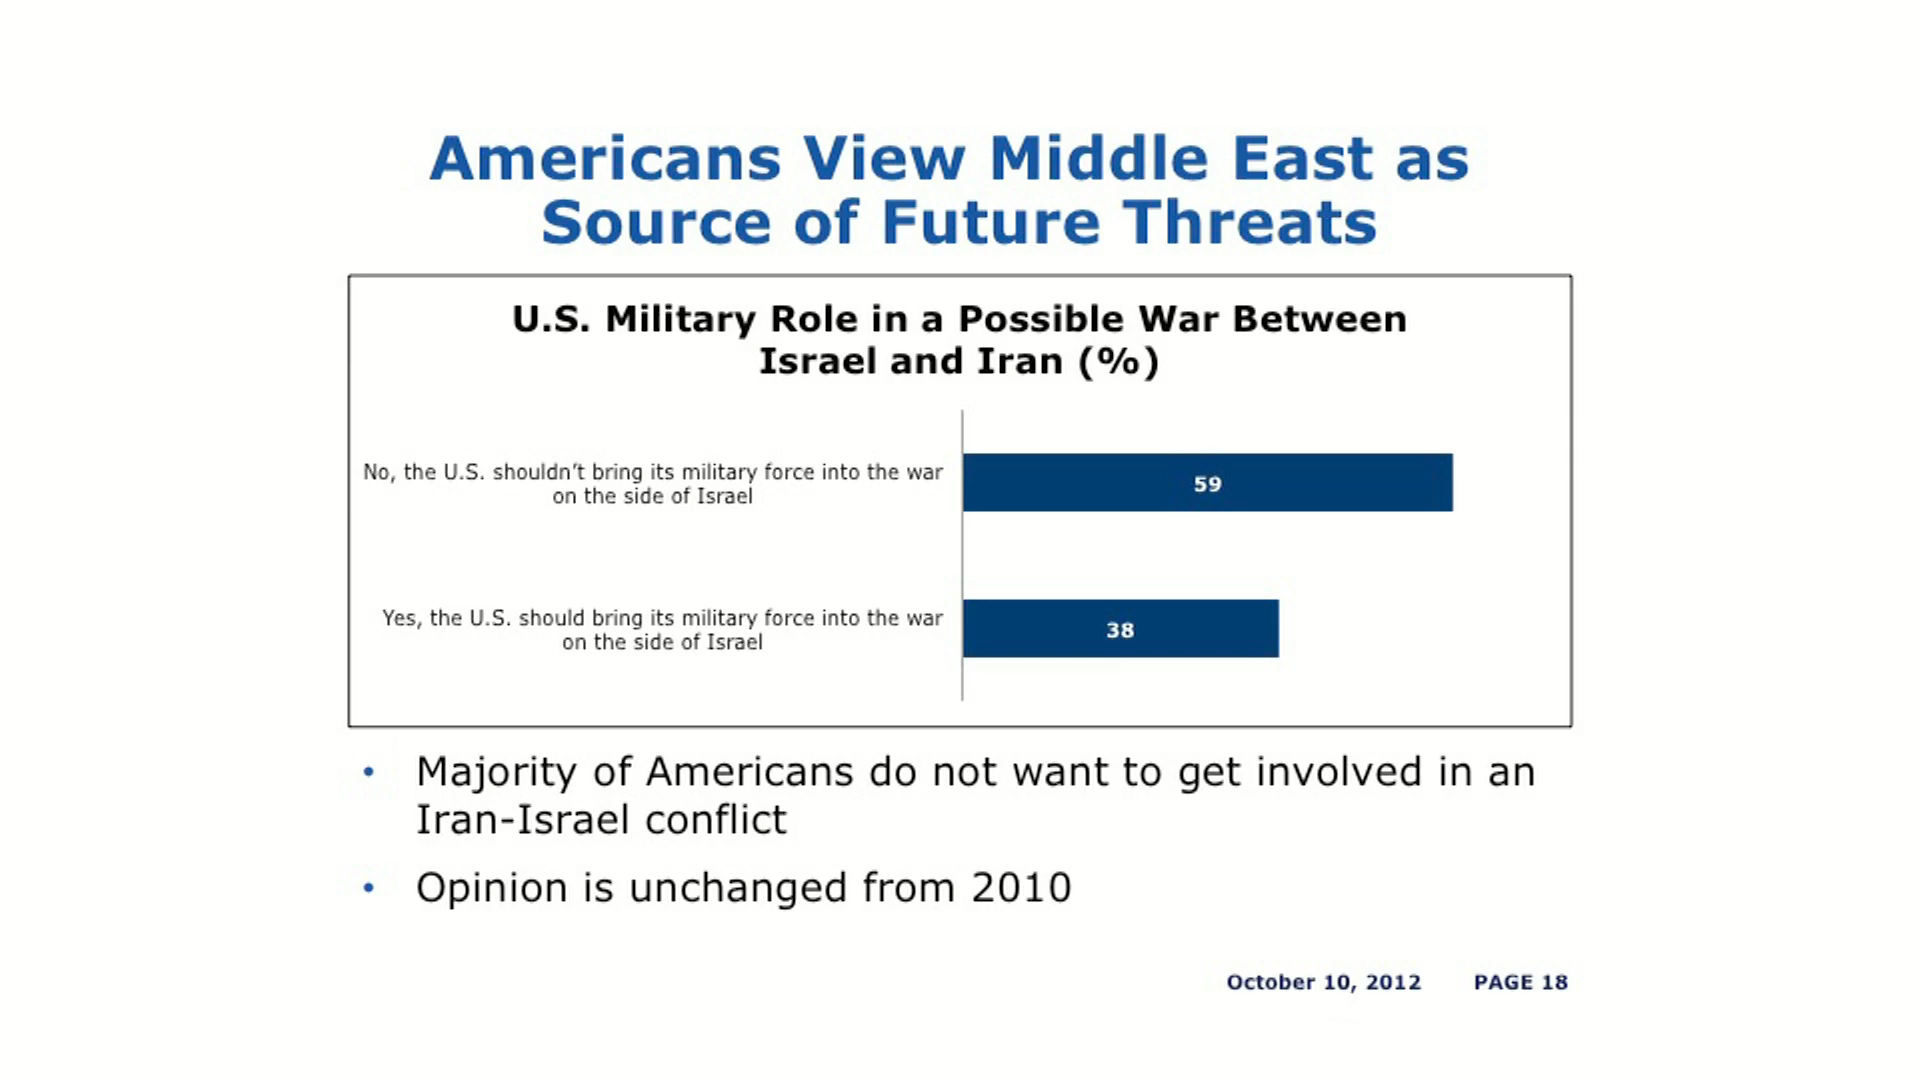 Americans View Middle East as
Source of Future Threats
U.S. Military Role in a Possible War Between
Israel and Iran (%)
No, the U.S. shouldn’t bring its military force into the war
on the side of Israel
59
Yes, the U.S. should bring its military force into the war
on the side of Israel
38
• Majority of Americans do not want to get involved in an
Iran-Israel conflict
• Opinion is unchanged from 2010
October 10, 2012 PAGE 18